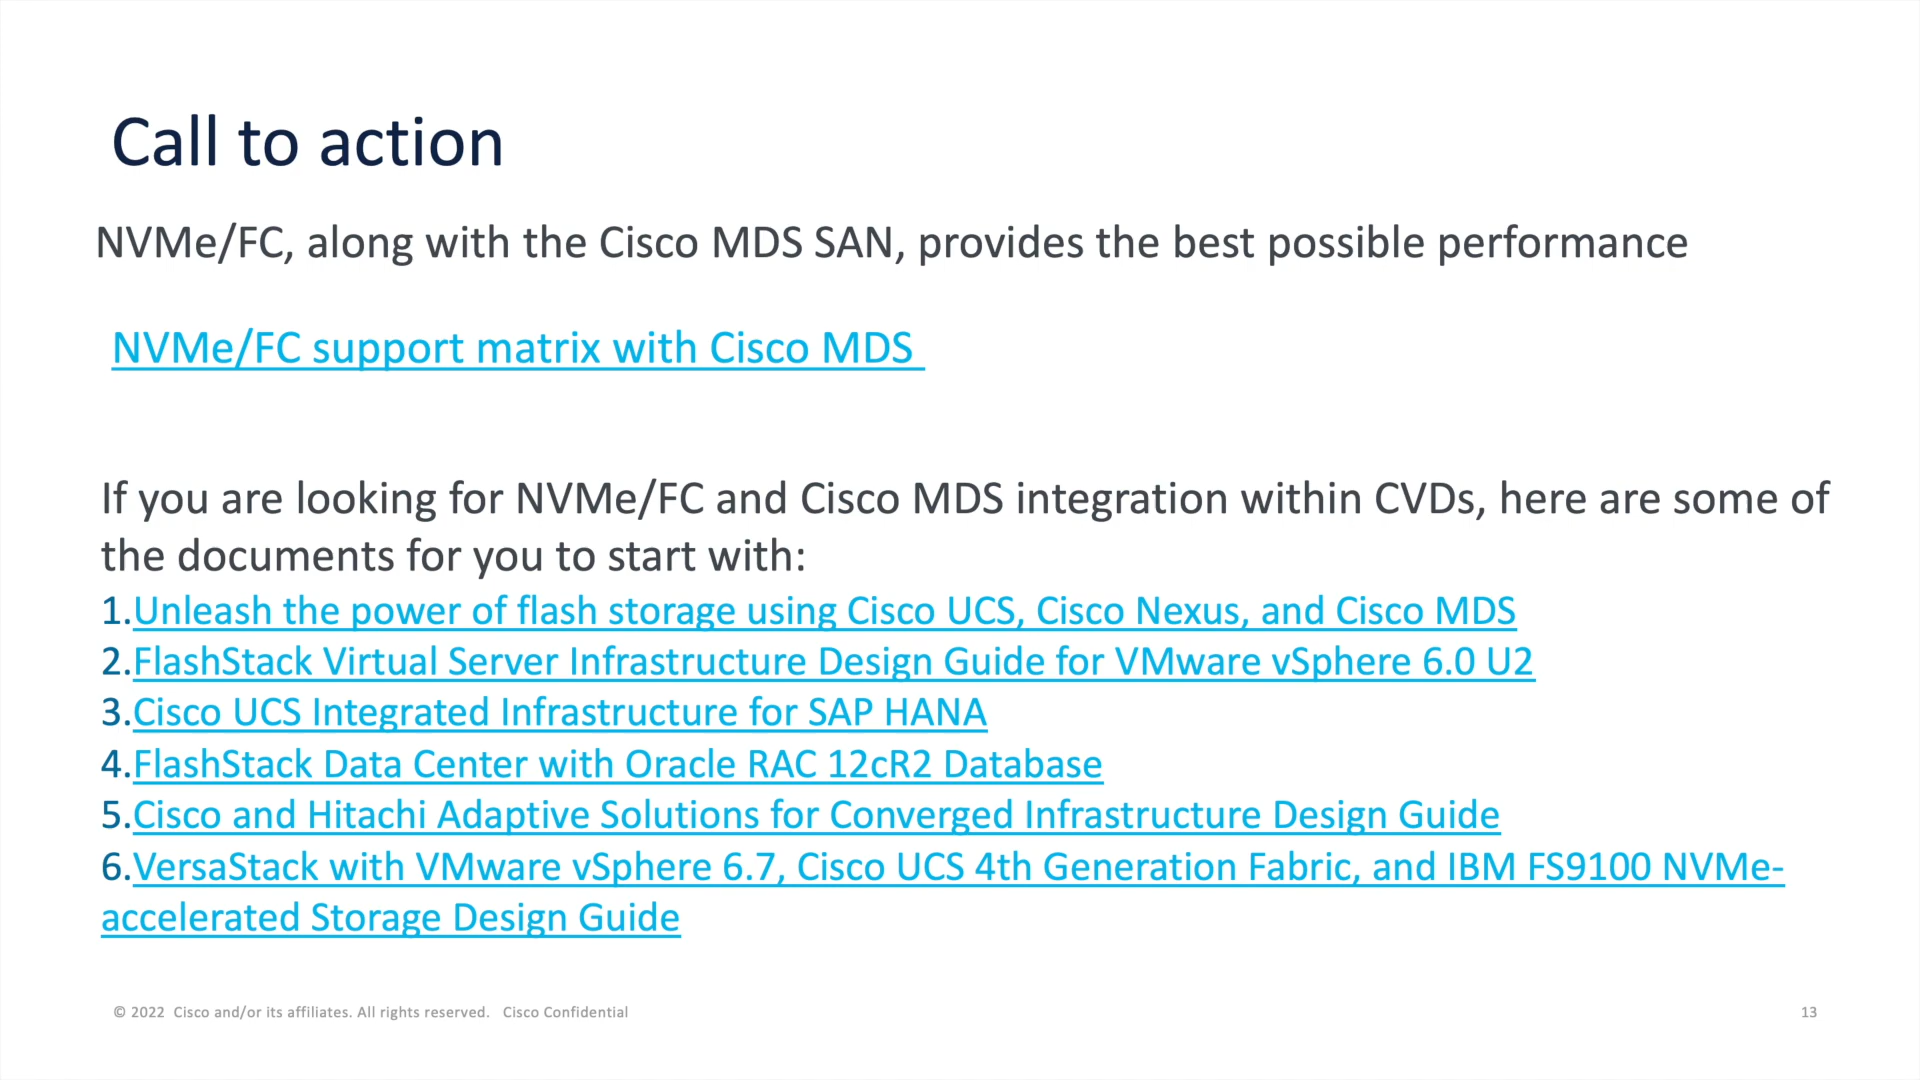 Call to action
NVMe/FC, along with the Cisco MDS SAN, provides the best possible performance
NVMe/FC support matrix with Cisco MDS
If you are looking for NVMe/FC and Cisco MDS integration within CVDs, here are some of
the documents for you to start with:
1.Unleash the power of flash storage using Cisco UCS, Cisco Nexus, and Cisco MDS
2.FlashStack Virtual Server Infrastructure Design Guide for VMware vSphere 6.0 U2
3.Cisco UCS Integrated Infrastructure for SAP HANA
4.FlashStack Data Center with Oracle RAC 12cR2 Database
5.Cisco and Hitachi Adaptive Solutions for Converged Infrastructure Design Guide
6.VersaStack with VMware vSphere 6.7, Cisco UCS 4th Generation Fabric, and IBM FS9100 NVMe-
accelerated Storage Design Guide
© 2022 Cisco and/or its affiliates. All rights reserved. Cisco Confidential
13